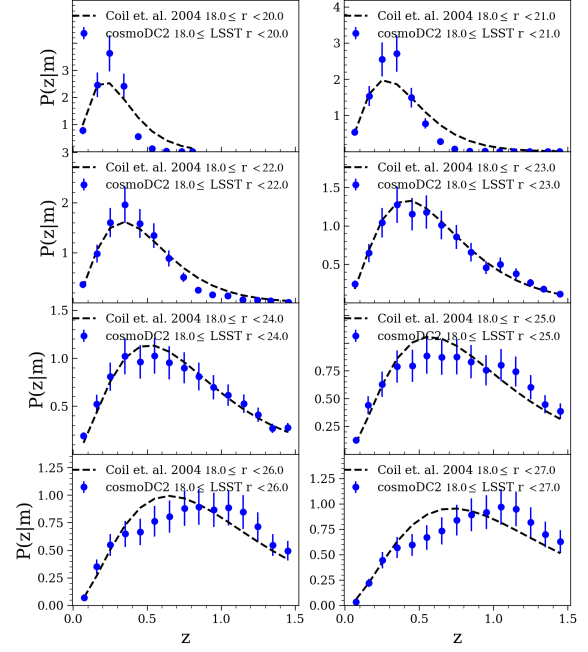 Coil et. al. 2004 18.0≤ r <20.0
cosmoDC2 18.0≤ LSST r <20.0
P(z|m)
3
2
1
0
Coil et. al. 2004 18.0≤ r <21.0
cosmoDC2 18.0≤ LSST r <21.0
4
3
2
1
0
Coil et. al. 2004 18.0≤ r <22.0
cosmoDC2 18.0≤ LSST r <22.0
P(z|m)
3
2
1
Coil et. al. 2004 18.0≤ r <23.0
cosmoDC2 18.0≤ LSST r <23.0
1.5
1.0
0.5
Coil et. al. 2004 18.0≤ r <24.0
cosmoDC2 18.0≤ LSST r <24.0
P(z|m)
1.5
1.0
0.5
Coil et. al. 2004 18.0≤ r <25.0
cosmoDC2 18.0≤ LSST r <25.0
0.75
0.50
0.25
Coil et. al. 2004 18.0≤ r <26.0
cosmoDC2 18.0≤ LSST r <26.0
P(z|m)
1.25
1.00
0.75
0.50
0.25
0.00
0.0
0.5
1.0
1.5
z
Coil et. al. 2004 18.0≤ r <27.0
cosmoDC2 18.0≤ LSST r <27.0
1.25
1.00
0.75
0.50
0.25
0.00
0.0
0.5
1.0
1.5
z